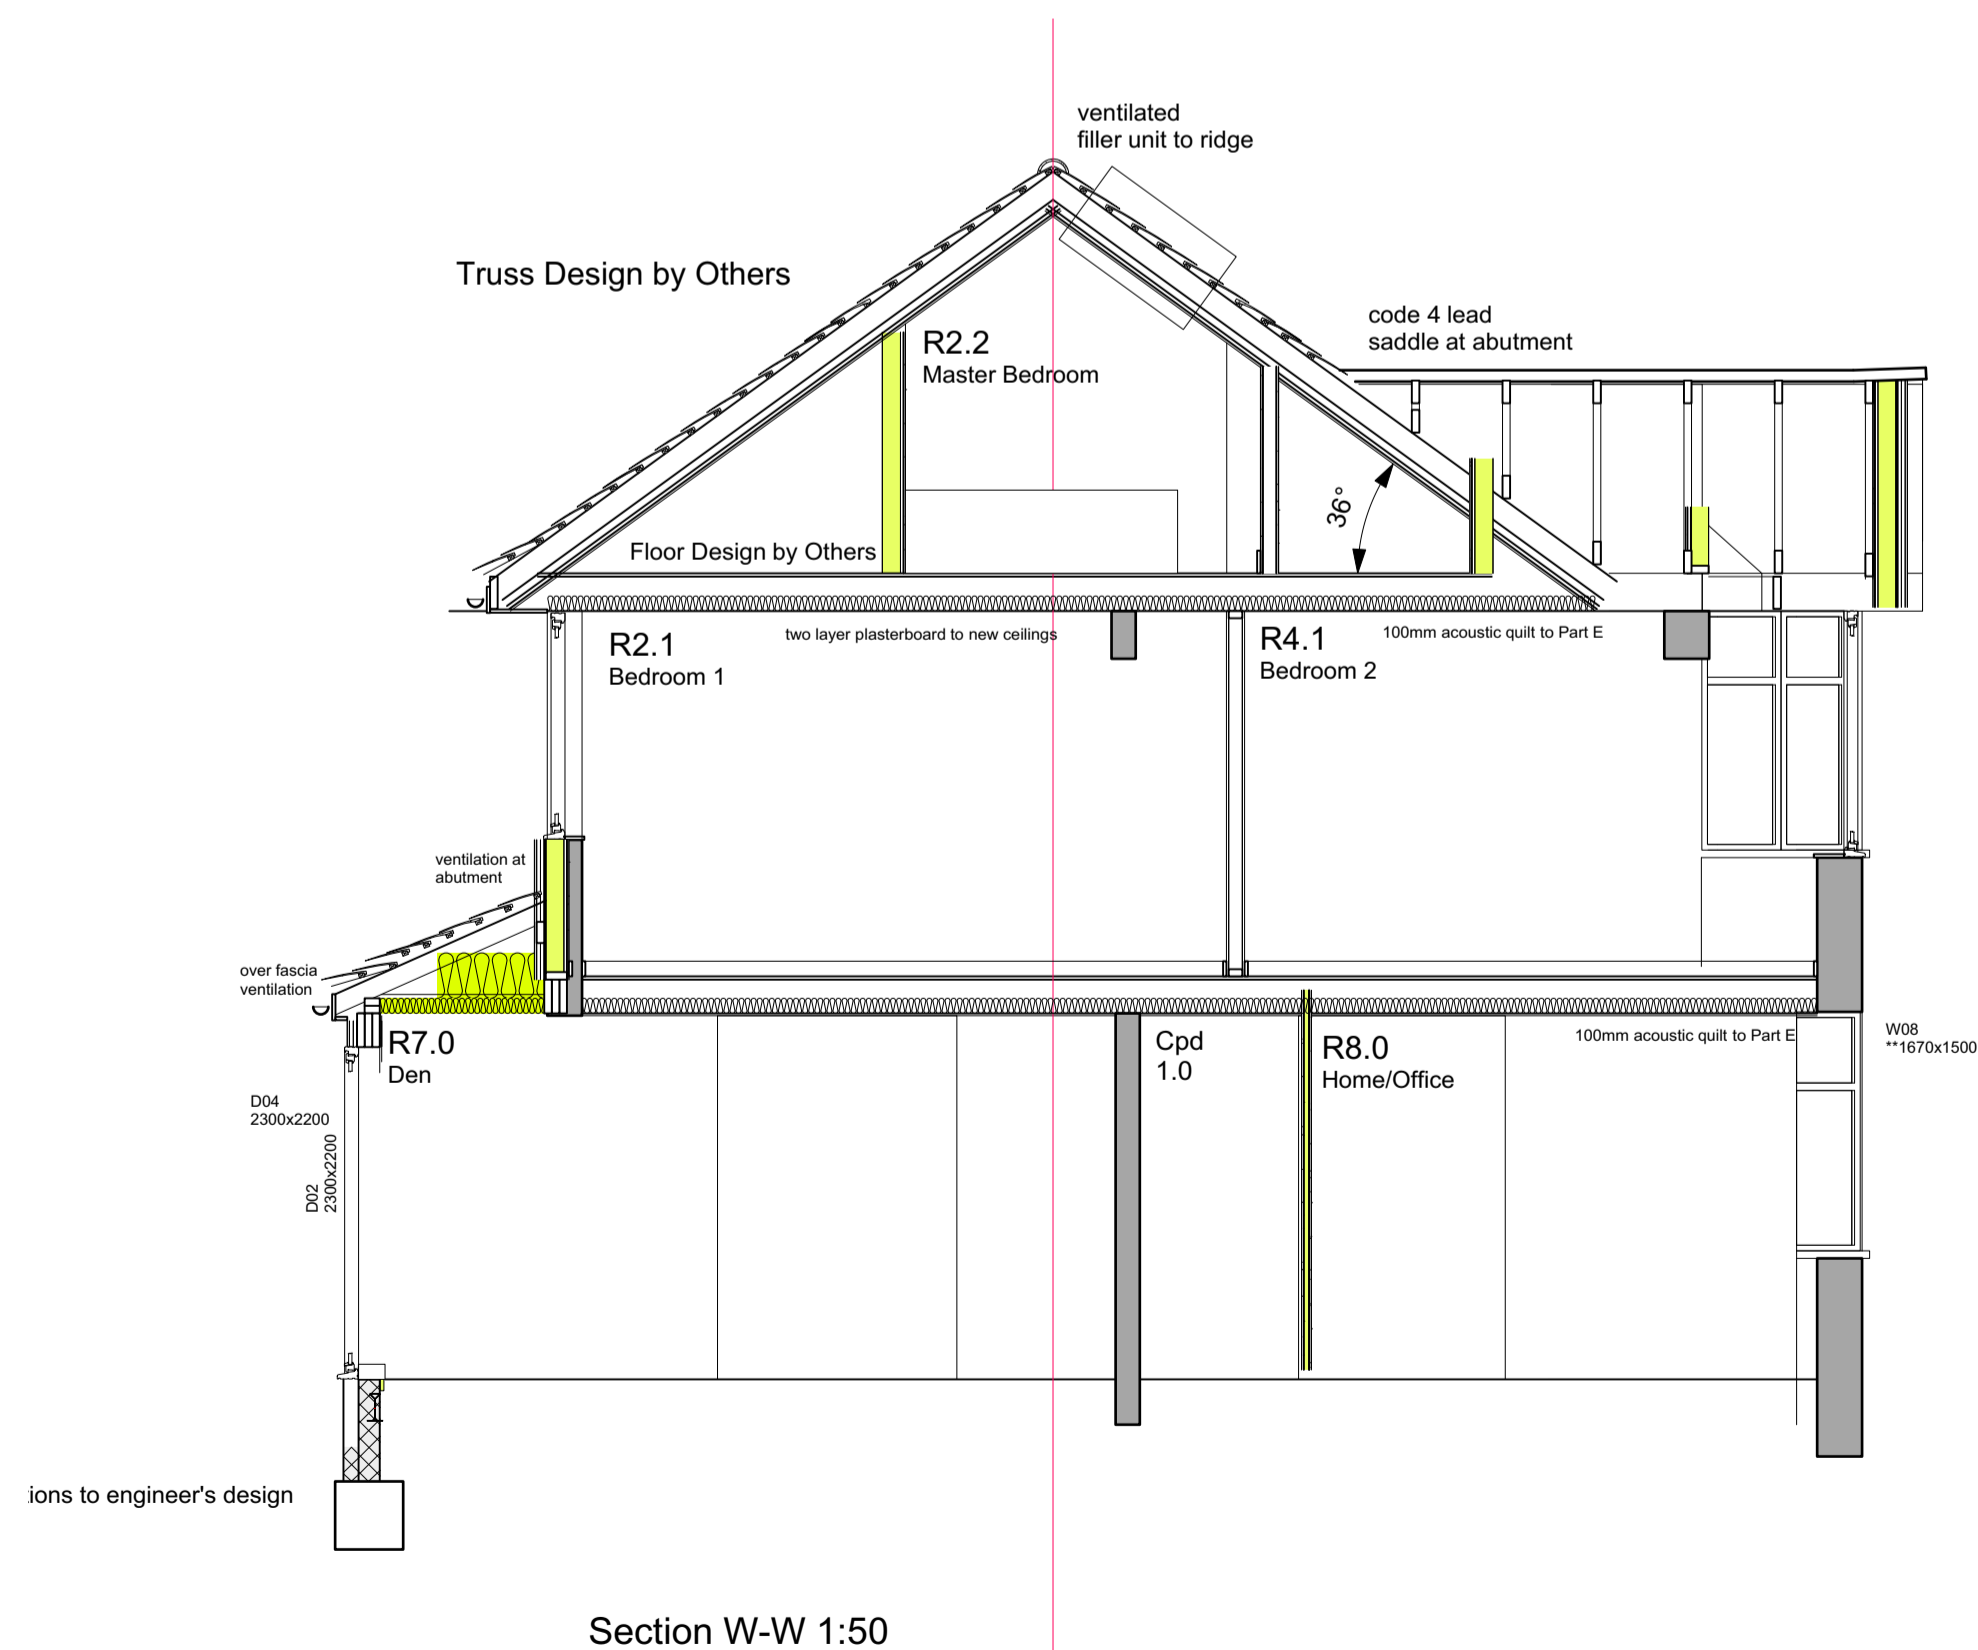 ventilated
filler unit to ridge
Truss Design by Others
code 4 lead
saddle at abutment
R2.2
Master Bedroom
36°
Floor Design by Others
R2.1
Bedroom 1
two layer plasterboard to new ceilings
R4.1
Bedroom 2
100mm acoustic quilt to Part E
ventilation at
abutment
over fascia
ventilation
R7.0
Den
Cpd
1.0
R8.0
Home/Office
100mm acoustic quilt to Part E
W08
**1670x1500
D04
2300x2200
D02
2300x2200
ions to engineer's design
Section W-W 1:50